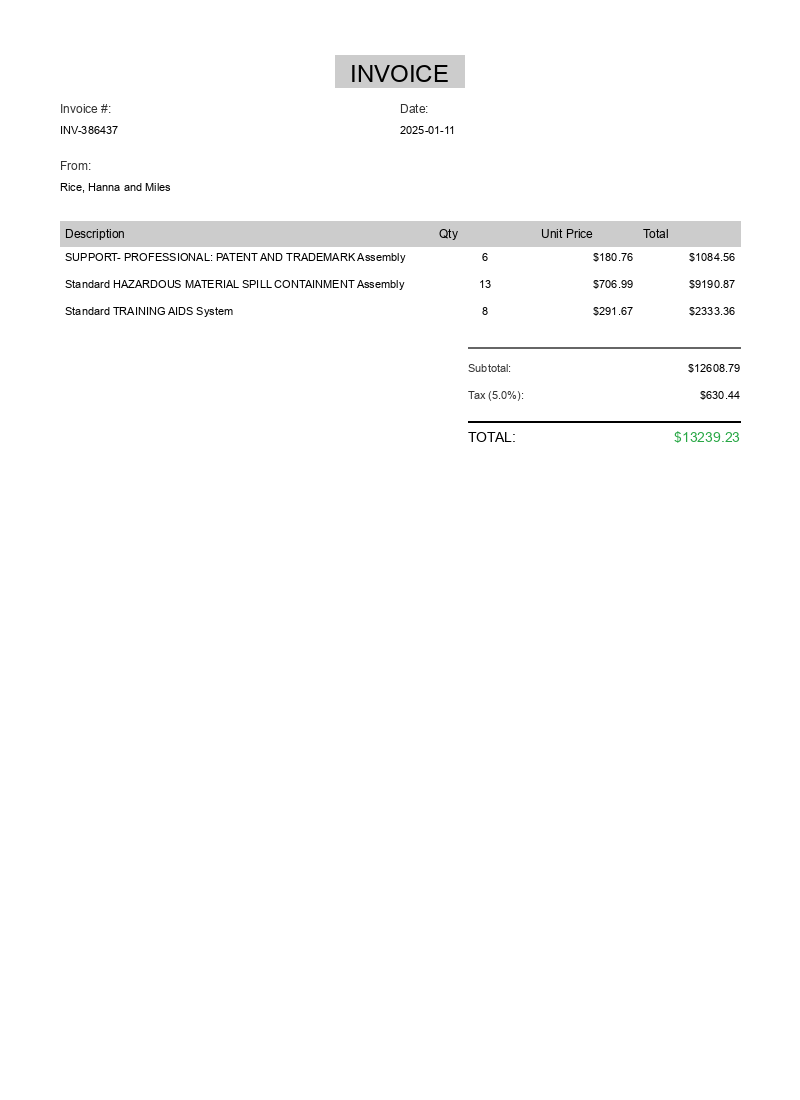 INVOICE
Invoice #: Date:
INV-386437 2025-01-11
From:
Rice, Hanna and Miles
Description Qty Unit Price Total
SUPPORT- PROFESSIONAL: PATENT AND TRADEMARK Assembly 6 $180.76 $1084.56
Standard HAZARDOUS MATERIAL SPILL CONTAINMENT Assembly 13 $706.99 $9190.87
Standard TRAINING AIDS System 8 $291.67 $2333.36
Subtotal: $12608.79
Tax (5.0%): $630.44
TOTAL: $13239.23